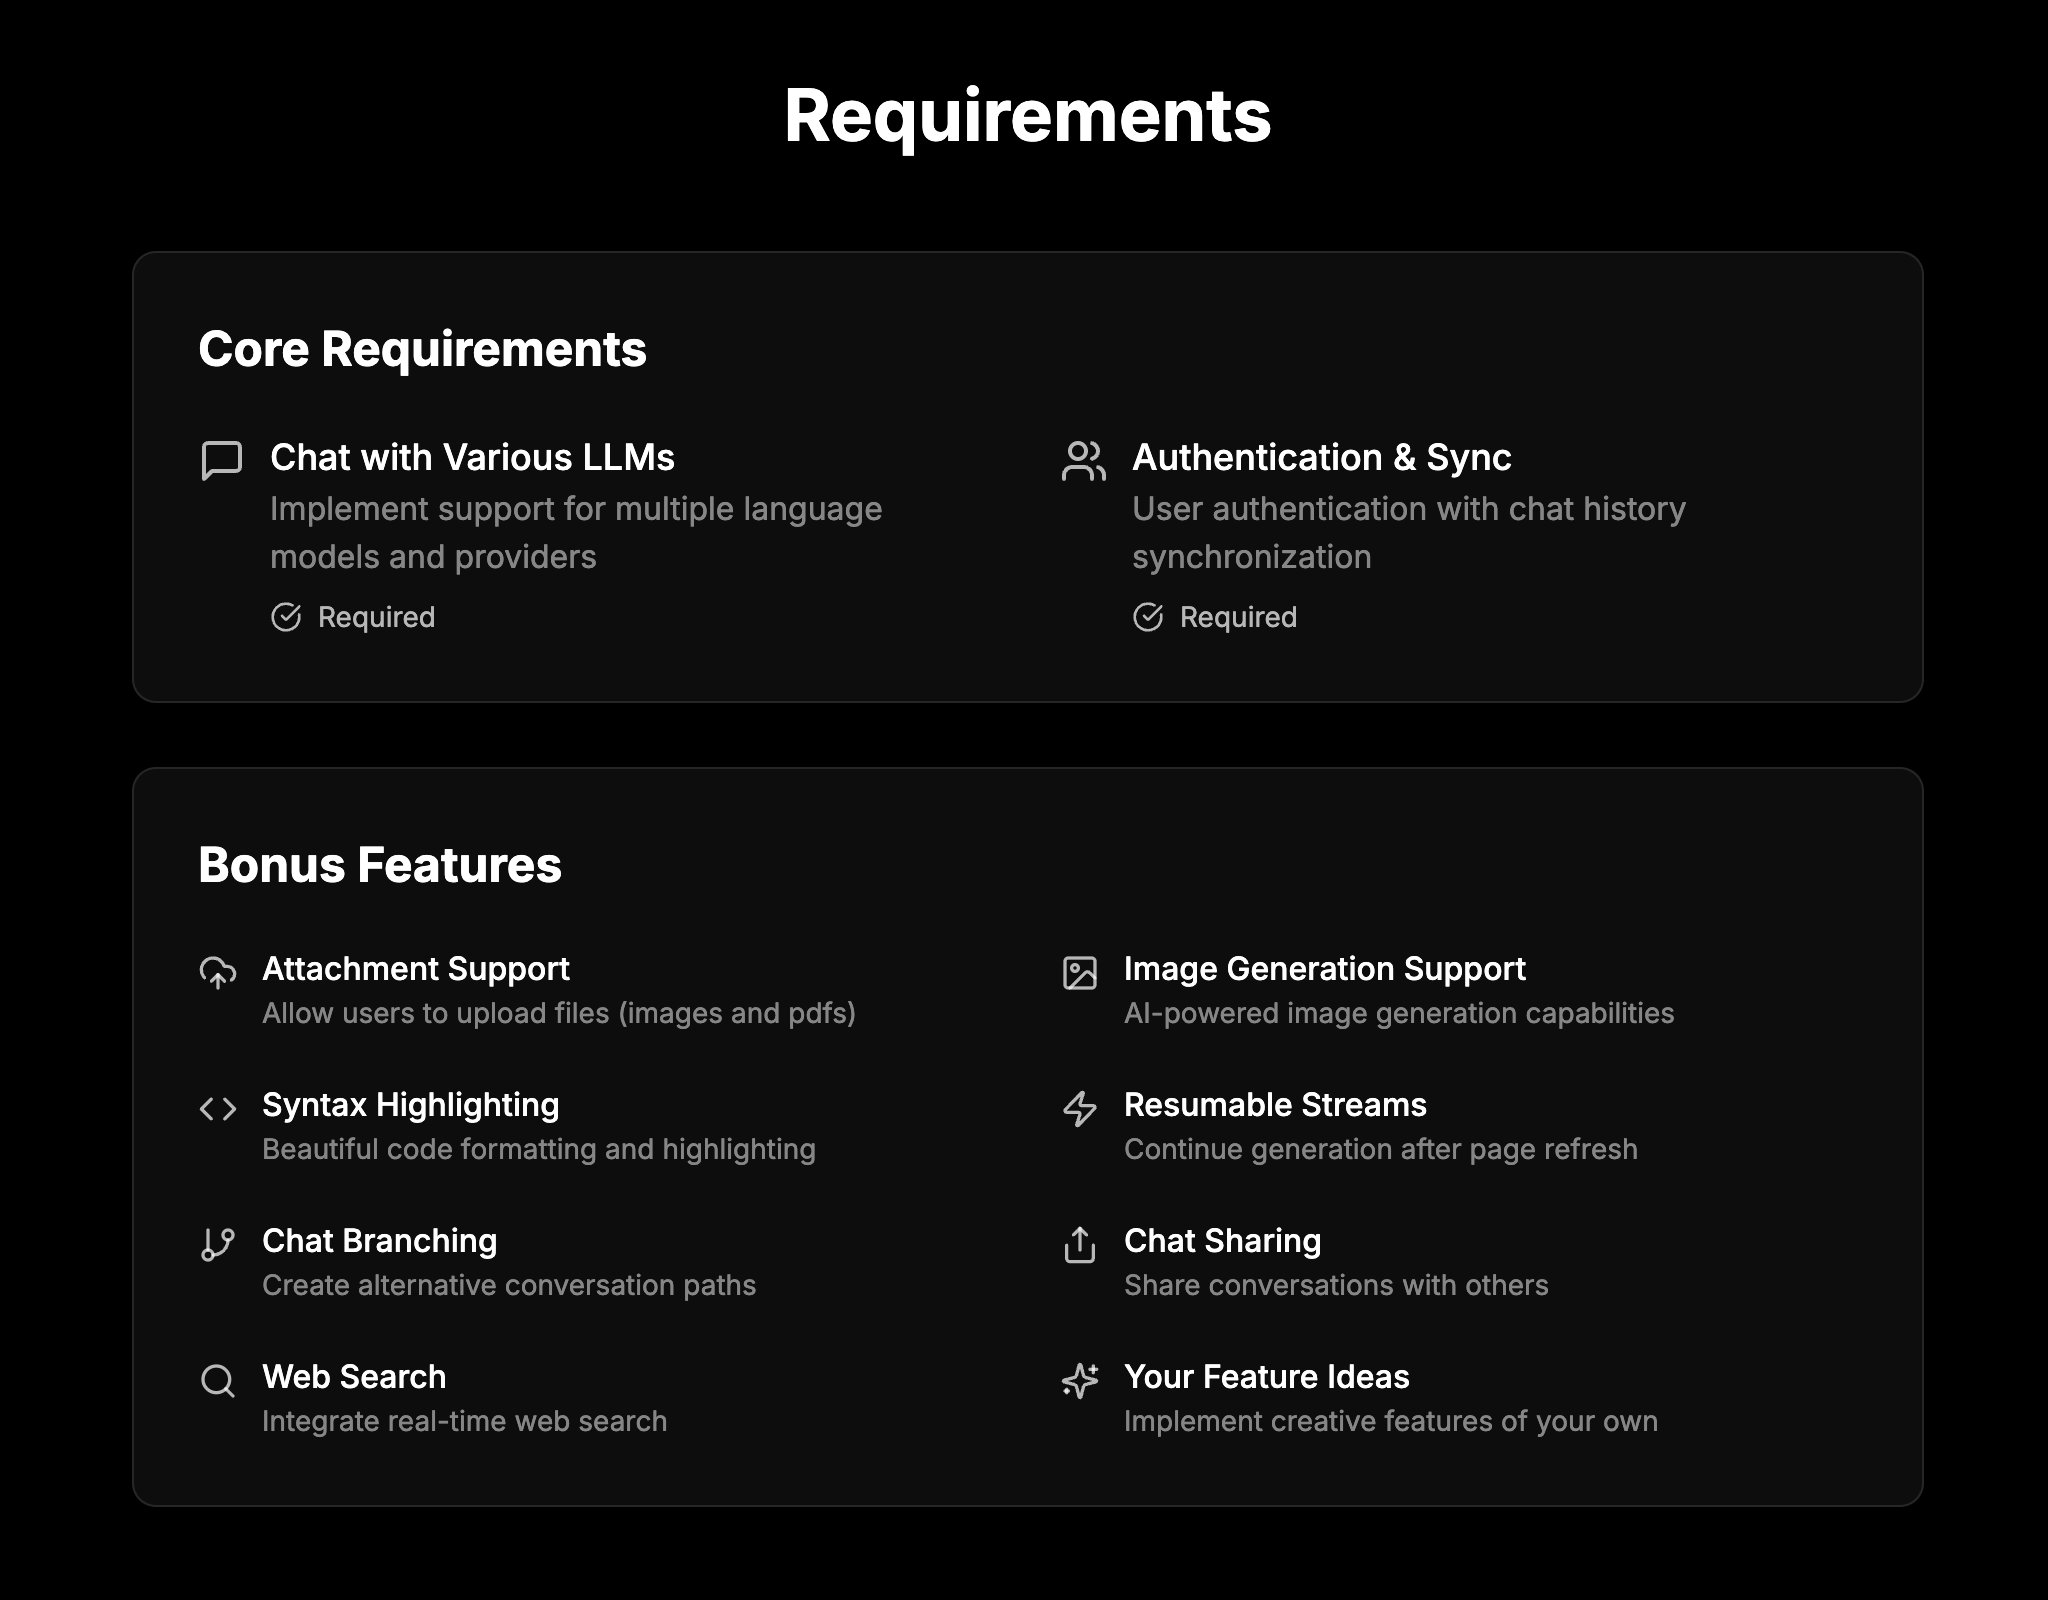 Requirements
Core Requirements
Chat with Various LLMs
Implement support for multiple language
models and providers
Required
Authentication & Sync
User authentication with chat history
synchronization
Required
Bonus Features
Attachment Support
Allow users to upload files (images and pdfs)
Image Generation Support
AI-powered image generation capabilities
Syntax Highlighting
Beautiful code formatting and highlighting
Resumable Streams
Continue generation after page refresh
Chat Branching
Create alternative conversation paths
Chat Sharing
Share conversations with others
Web Search
Integrate real-time web search
Your Feature Ideas
Implement creative features of your own